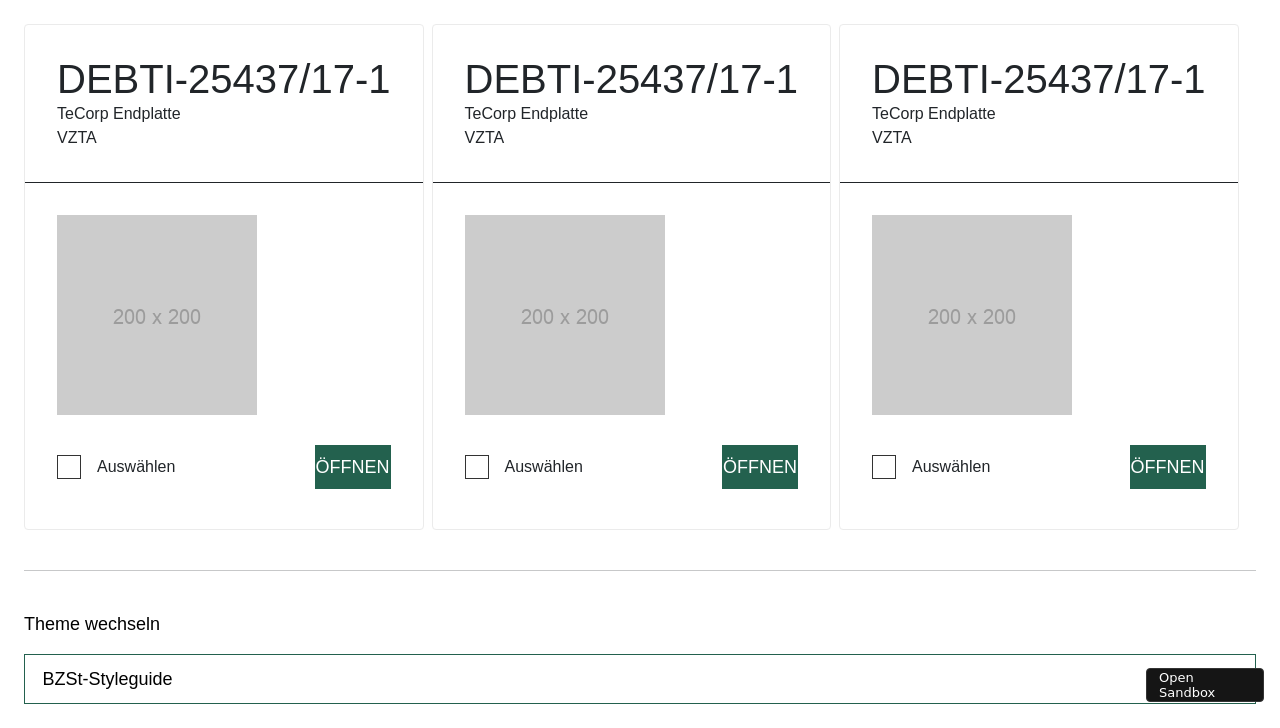 DEBTI-25437/17-1
TeCorp Endplatte
VZTA
200 x 200
Auswählen
ÖFFNEN
DEBTI-25437/17-1
TeCorp Endplatte
VZTA
200 x 200
Auswählen
ÖFFNEN
DEBTI-25437/17-1
TeCorp Endplatte
VZTA
200 x 200
Auswählen
ÖFFNEN
Theme wechseln
BZSt-Styleguide
Open
Sandbox